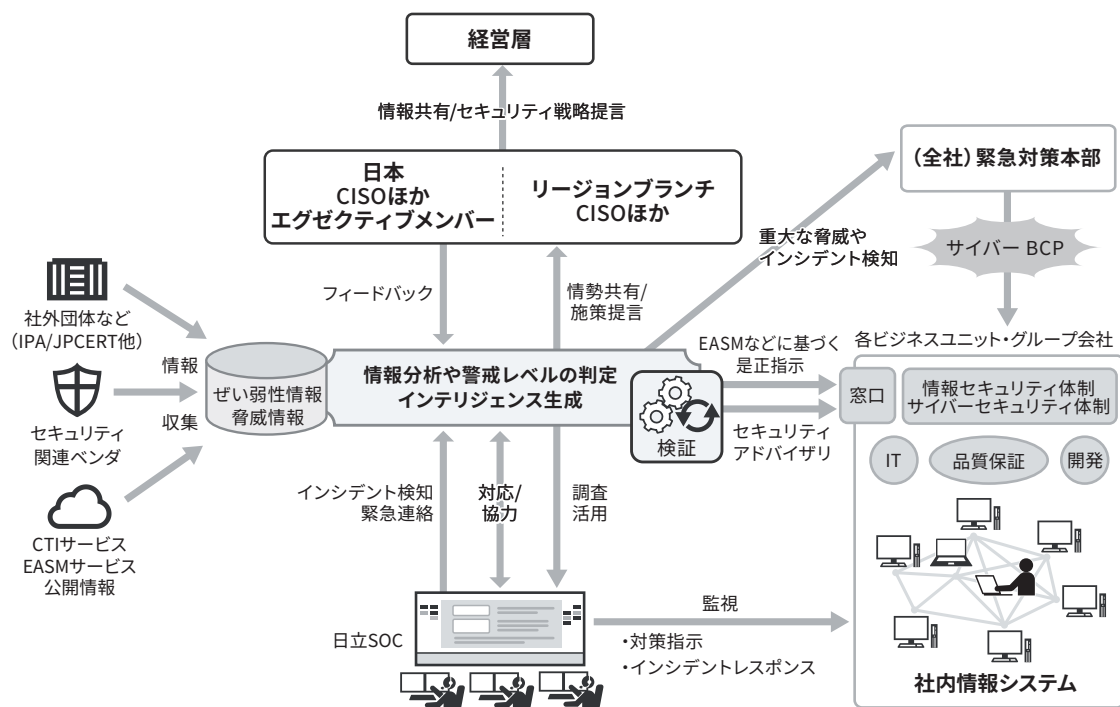 経営層
情報共有/セキュリティ戦略提言
日本
CISOほか
エグゼクティブメンバー
リージョンブランチ
CISOほか
(全社)緊急対策本部
重大な脅威や
インシデント検知
サイバー BCP
フィードバック
情勢共有/
施策提言
社外団体など
(IPA/JPCERT他)
情報
収集
セキュリティ
関連ベンダ
CTIサービス
EASMサービス
公開情報
ぜい弱性情報
脅威情報
情報分析や警戒レベルの判定
インテリジェンス生成
検証
EASMなどに基づく
是正指示
セキュリティ
アドバイザリ
各ビジネスユニット・グループ会社
窓口
情報セキュリティ体制
サイバーセキュリティ体制
IT
品質保証
開発
インシデント検知
緊急連絡
対応/
協力
調査
活用
日立SOC
監視
・対策指示
・インシデントレスポンス
社内情報システム